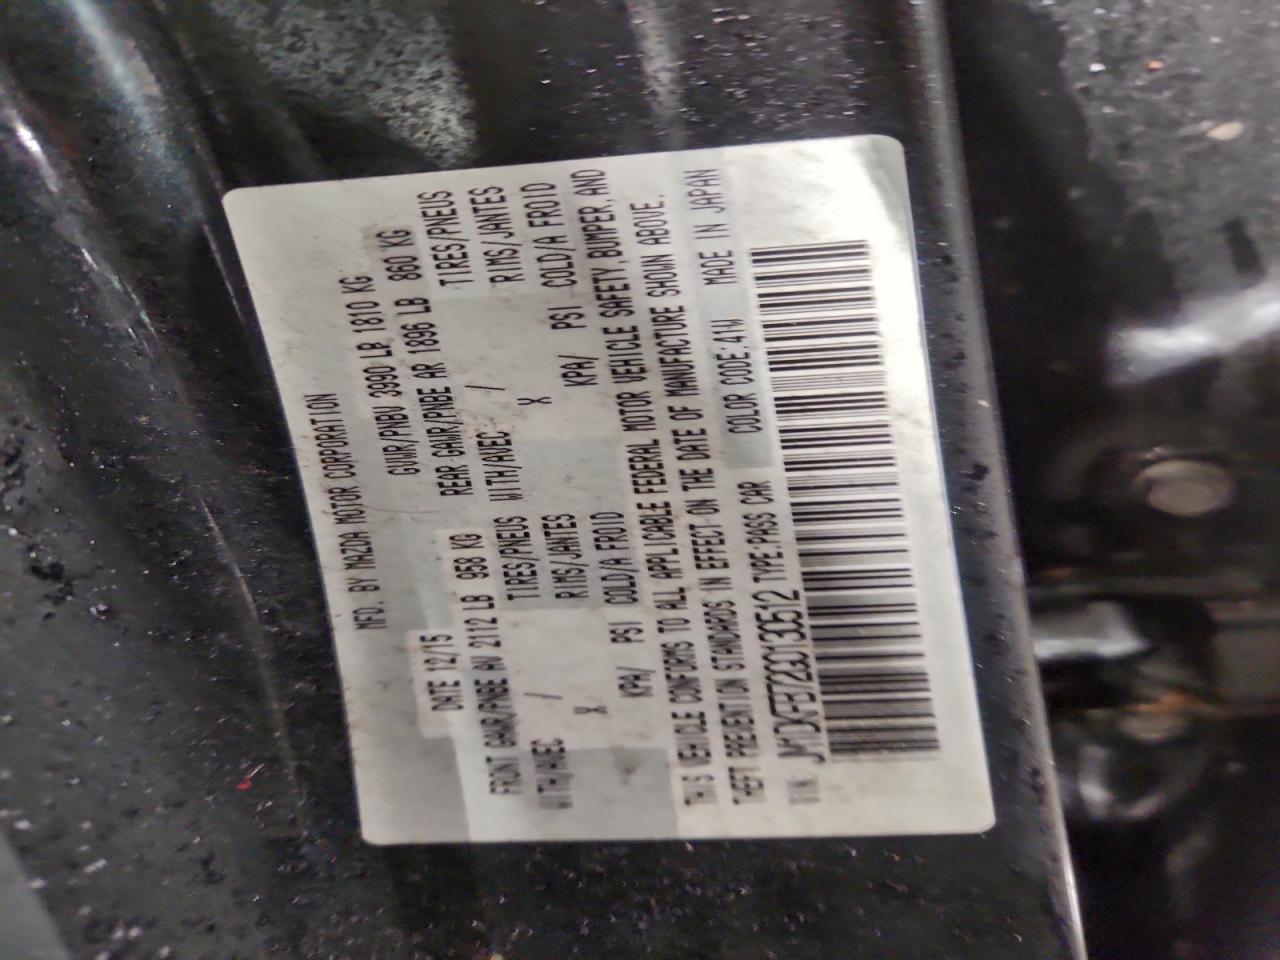 MFD. BY MAZDA MOTOR CORPORATION
DATE 12/15 GVWR/PNBV 3990 LB 1810 KG
FRONT GAWR/PNBE AV 2112 LB 958 KG REAR GAWR/PNBE AR 1896 LB 860 KG
WITH/AVEC / TIRES/PNEUS WITH/AVEC / TIRES/PNEUS
X RIMS/JANTES X RIMS/JANTES
KPA/ PSI COLD/A FROID KPA/ PSI COLD/A FROID
THIS VEHICLE CONFORMS TO ALL APPLICABLE FEDERAL MOTOR VEHICLE SAFETY, BUMPER, AND
THEFT PREVENTION STANDARDS IN EFFECT ON THE DATE OF MANUFACTURE SHOWN ABOVE.
VIN: TYPE:PASS CAR COLOR CODE:41W MADE IN JAPAN